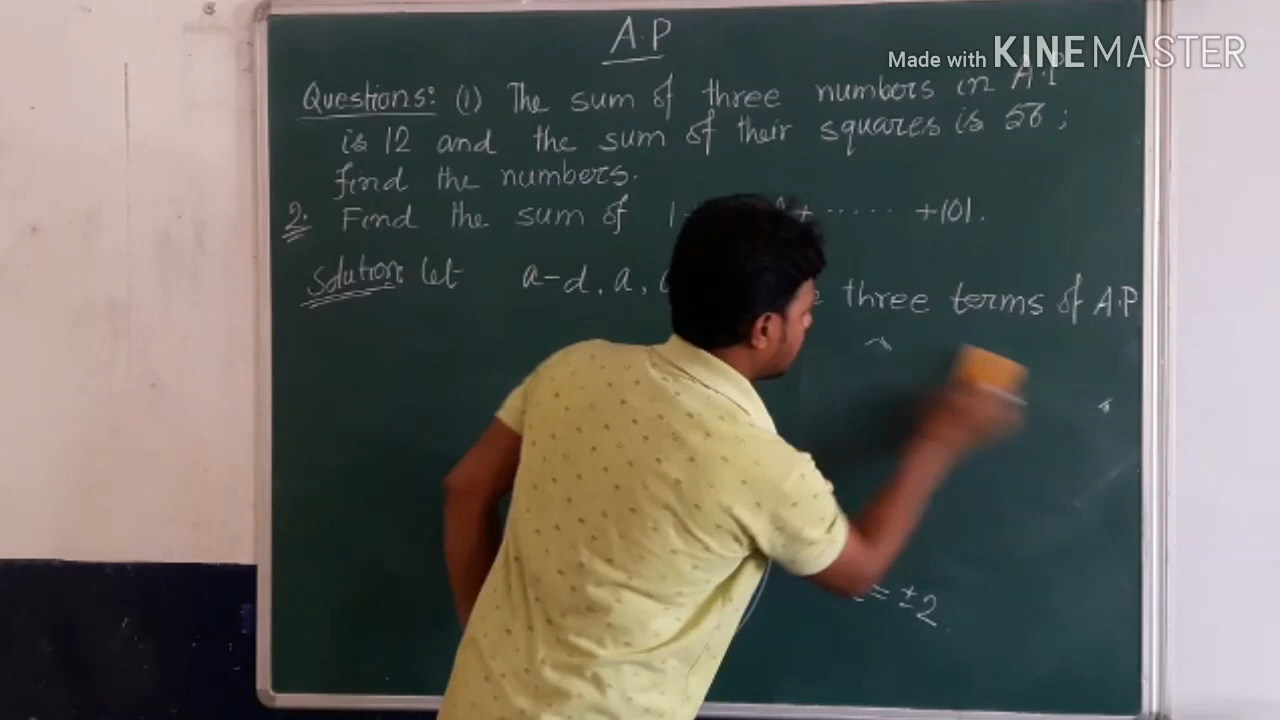 A.P
Made with KINEMASTER
Questions: (1) The sum of three numbers in A.P
is 12 and the sum of their squares is 56;
find the numbers.
2. Find the sum of 1 + ...... +101.
Solution: Let a-d, a, three terms of A.P
= ±2